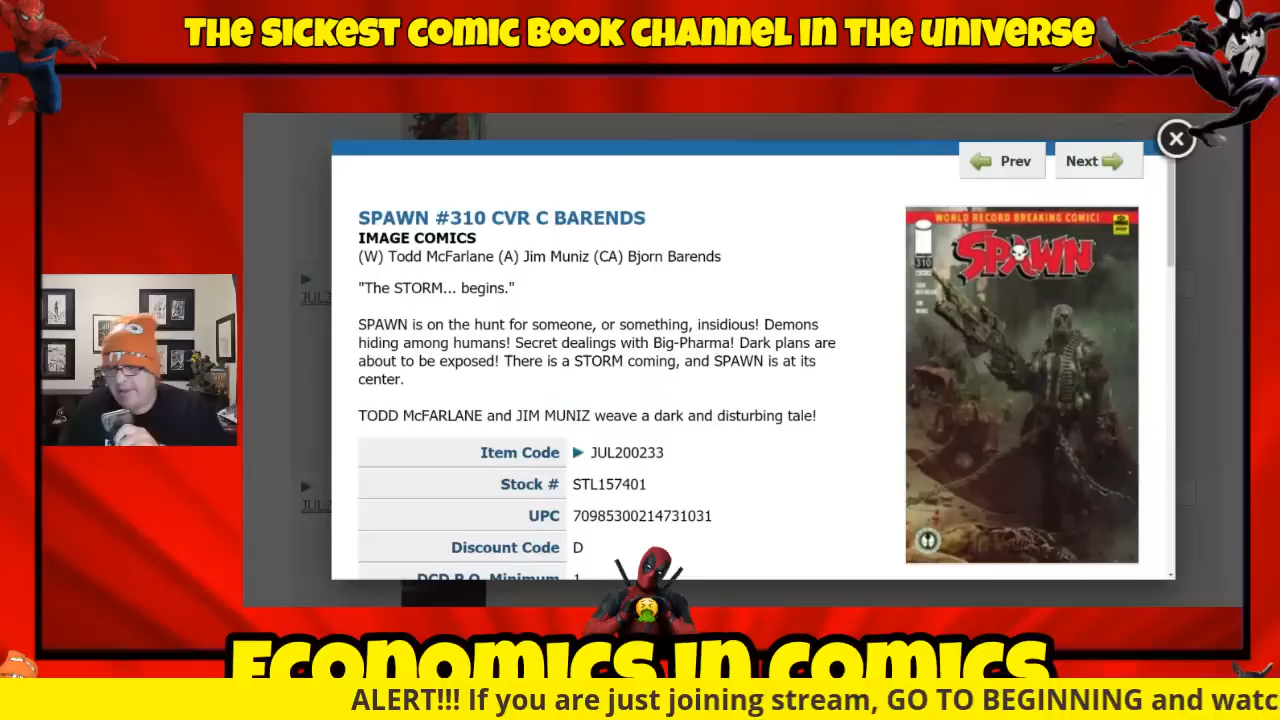 THE SICKEST COMIC BOOK CHANNEL IN THE UNIVERSE
Prev
Next
SPAWN #310 CVR C BARENDS
IMAGE COMICS
(W) Todd McFarlane (A) Jim Muniz (CA) Bjorn Barends
"The STORM... begins."
SPAWN is on the hunt for someone, or something, insidious! Demons
hiding among humans! Secret dealings with Big-Pharma! Dark plans are
about to be exposed! There is a STORM coming, and SPAWN is at its
center.
TODD McFARLANE and JIM MUNIZ weave a dark and disturbing tale!
Item Code JUL200233
Stock # STL157401
UPC 70985300214731031
Discount Code D
DCD P.O. Minimum 1
WORLD RECORD BREAKING COMIC!
SPAWN
310
JUL
JUL
ECONOMICS IN COMICS
ALERT!!! If you are just joining stream, GO TO BEGINNING and watc